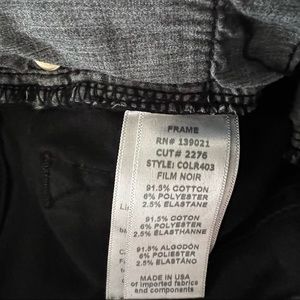 FRAME
RN# 139021
CUT# 2276
STYLE: COLR403
FILM NOIR
91.5% COTTON
6% POLYESTER
2.5% ELASTANE
91.5% COTON
6% POLYESTER
2.5% ELASTHANNE
91.5% ALGODÓN
6% POLIESTER
2.5% ELASTANO
MADE IN USA
of imported fabrics
and components